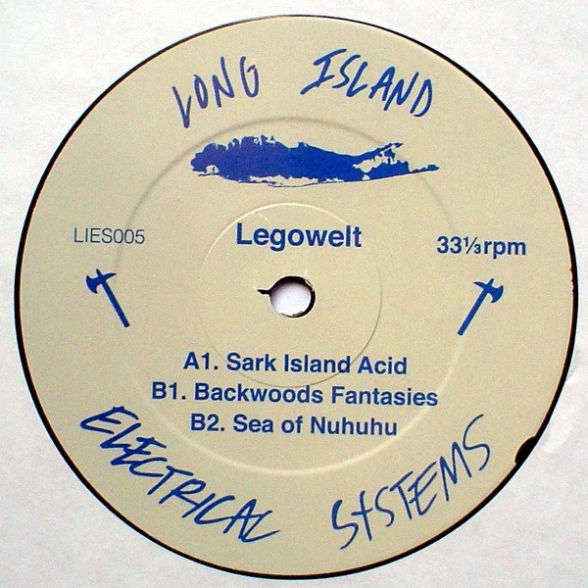 LONG ISLAND
LIES005
Legowelt
33⅓rpm
A1. Sark Island Acid
B1. Backwoods Fantasies
B2. Sea of Nuhuhu
ELECTRICAL SYSTEMS